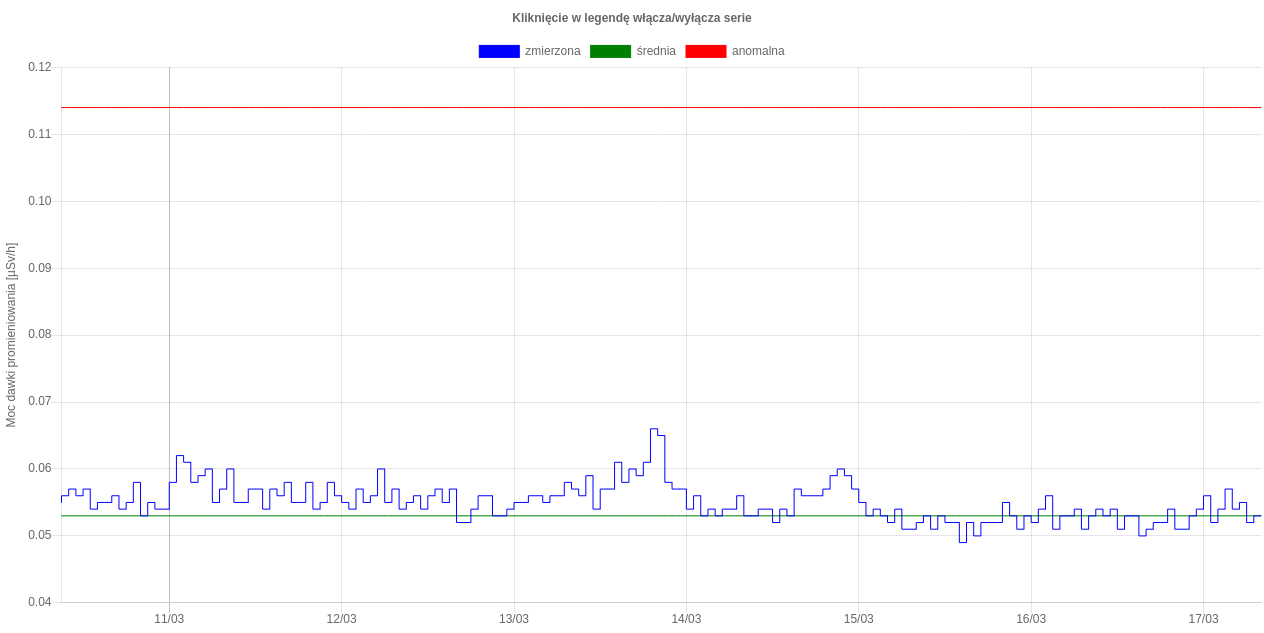 Kliknięcie w legendę włącza/wyłącza serie
zmierzona średnia anomalna
Moc dawki promieniowania [µSv/h]
0.12
0.11
0.10
0.09
0.08
0.07
0.06
0.05
0.04
11/03 12/03 13/03 14/03 15/03 16/03 17/03